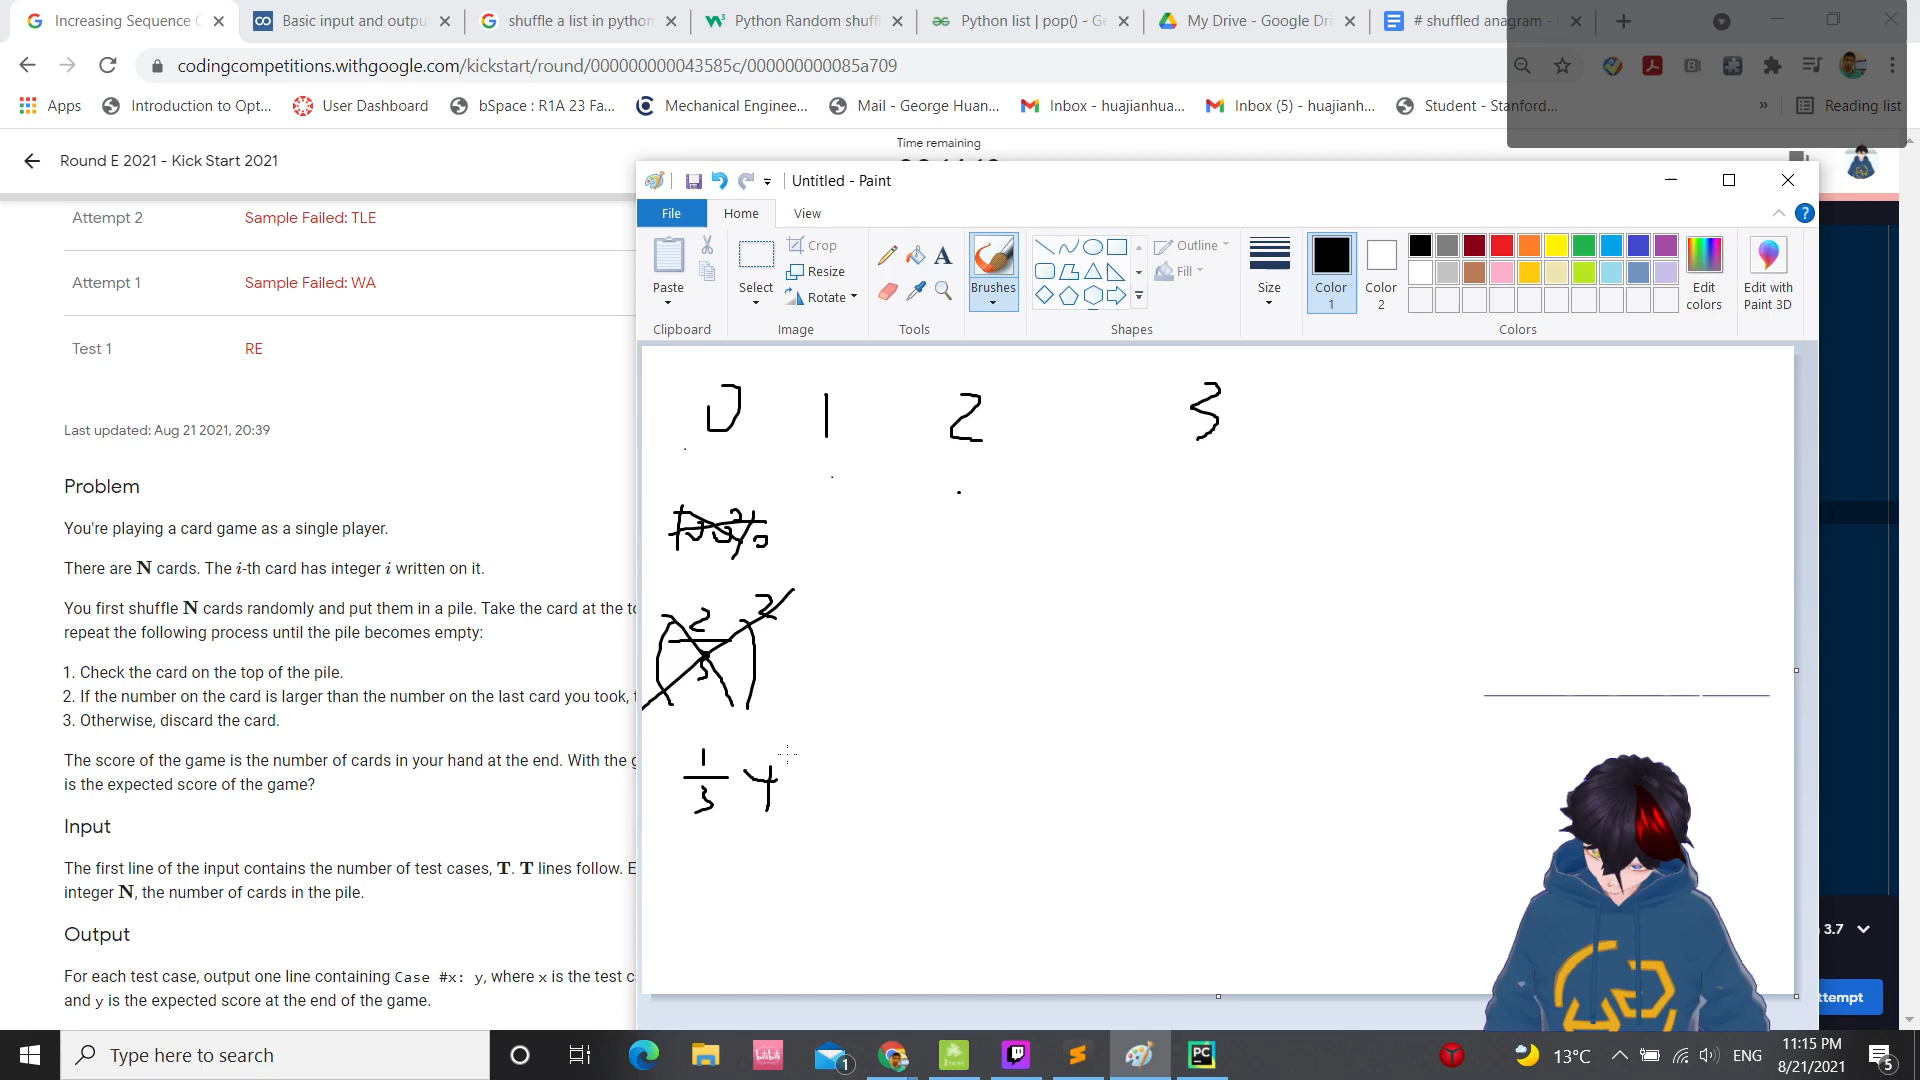 Increasing Sequence
Basic input and outpu
shuffle a list in python
Python Random shuff
Python list | pop() - Ge
My Drive - Google Dri
# shuffled anagram -
codingcompetitions.withgoogle.com/kickstart/round/000000000043585c/000000000085a709
Apps
Introduction to Opt...
User Dashboard
bSpace : R1A 23 Fa...
Mechanical Enginee...
Mail - George Huan...
Inbox - huajianhua...
Inbox (5) - huajianh...
Student - Stanford...
»
Reading list
Time remaining
Round E 2021 - Kick Start 2021
Attempt 2 Sample Failed: TLE
Attempt 1 Sample Failed: WA
Test 1 RE
Last updated: Aug 21 2021, 20:39
Problem
You're playing a card game as a single player.
There are N cards. The i-th card has integer i written on it.
You first shuffle N cards randomly and put them in a pile. Take the card at the to
repeat the following process until the pile becomes empty:
1. Check the card on the top of the pile.
2. If the number on the card is larger than the number on the last card you took,
3. Otherwise, discard the card.
The score of the game is the number of cards in your hand at the end. With the
is the expected score of the game?
Input
The first line of the input contains the number of test cases, T. T lines follow. E
integer N, the number of cards in the pile.
Output
For each test case, output one line containing Case #x: y, where x is the test c
and y is the expected score at the end of the game.
Untitled - Paint
File Home View
Paste
Clipboard
Select
Crop
Resize
Rotate
Image
Tools
Brushes
Shapes
Outline
Fill
Size
Color
1
Color
2
Edit
colors
Edit with
Paint 3D
Colors
0 1 2 3
2 2
3
1
3
4
3.7
ttempt
Type here to search
1
PC
13°C
ENG
11:15 PM
8/21/2021
5